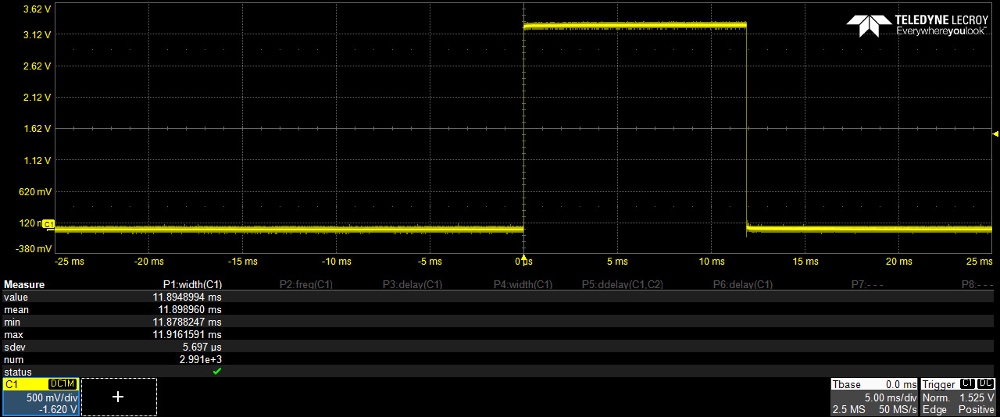 3.62 V
TELEDYNE LECROY
Everywhereyoulook™
3.12 V
2.62 V
2.12 V
1.62 V
1.12 V
620 mV
120 m
C1
-380 mV
-25 ms -20 ms -15 ms -10 ms -5 ms 0 µs 5 ms 10 ms 15 ms 20 ms 25 ms
Measure P1:width(C1) P2:freq(C1) P3:delay(C1) P4:width(C1) P5:ddelay(C1,C2) P6:delay(C1) P7:- - - P8:- - -
value 11.8948994 ms
mean 11.898960 ms
min 11.8788247 ms
max 11.9161591 ms
sdev 5.697 µs
num 2.991e+3
status
C1 DC1M
500 mV/div
-1.620 V
+
Tbase 0.0 ms
5.00 ms/div
2.5 MS 50 MS/s
Trigger C1 DC
Norm. 1.525 V
Edge Positive